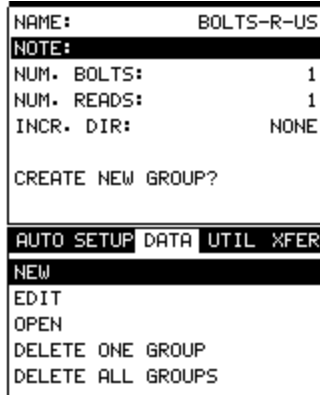 NAME: BOLTS-R-US
NOTE:
NUM. BOLTS: 1
NUM. READS: 1
INCR. DIR: NONE
CREATE NEW GROUP?
AUTO SETUP DATA UTIL XFER
NEW
EDIT
OPEN
DELETE ONE GROUP
DELETE ALL GROUPS